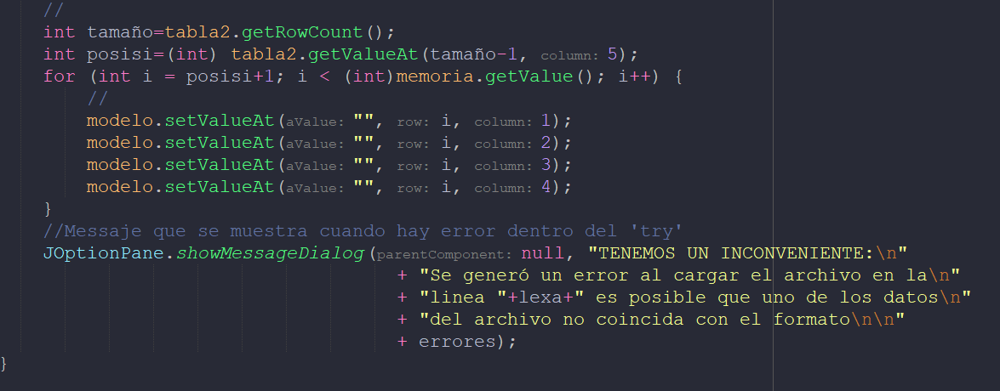 //
int tamaño=tabla2.getRowCount();
int posisi=(int) tabla2.getValueAt(tamaño-1, column: 5);
for (int i = posisi+1; i < (int)memoria.getValue(); i++) {
//
modelo.setValueAt(aValue: "", row: i, column: 1);
modelo.setValueAt(aValue: "", row: i, column: 2);
modelo.setValueAt(aValue: "", row: i, column: 3);
modelo.setValueAt(aValue: "", row: i, column: 4);
}
//Messaje que se muestra cuando hay error dentro del 'try'
JOptionPane.showMessageDialog(parentComponent: null, "TENEMOS UN INCONVENIENTE:\n"
+ "Se generó un error al cargar el archivo en la\n"
+ "linea "+lexa+" es posible que uno de los datos\n"
+ "del archivo no coincida con el formato\n\n"
+ errores);
}